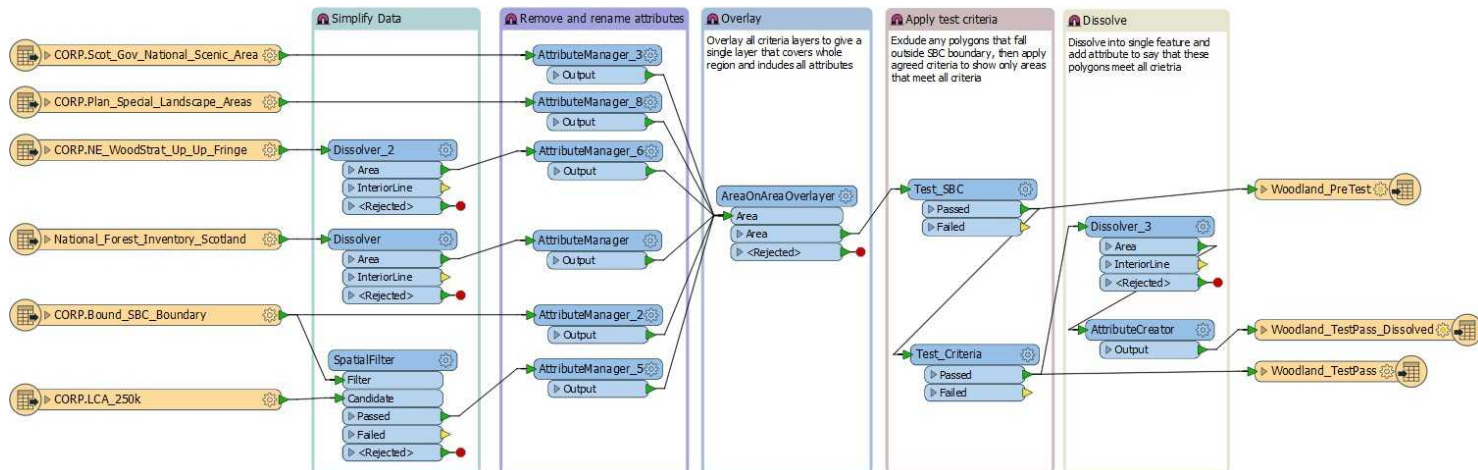 Simplify Data
Remove and rename attributes
Overlay
Apply test criteria
Dissolve
Overlay all criteria layers to give a
single layer that covers whole
region and includes all attributes
Exclude any polygons that fall
outside SBC boundary, then apply
agreed criteria to show only areas
that meet all criteria
Dissolve into single feature and
add attribute to say that these
polygons meet all crietria
CORP.Scot_Gov_National_Scenic_Area
CORP.Plan_Special_Landscape_Areas
CORP.NE_WoodStrat_Up_Up_Fringe
National_Forest_Inventory_Scotland
CORP.Bound_SBC_Boundary
CORP.LCA_250k
Dissolver_2
Area
InteriorLine
<Rejected>
Dissolver
Area
InteriorLine
<Rejected>
SpatialFilter
Filter
Candidate
Passed
Failed
<Rejected>
AttributeManager_3
Output
AttributeManager_8
Output
AttributeManager_6
Output
AttributeManager
Output
AttributeManager_2
Output
AttributeManager_5
Output
AreaOnAreaOverlayer
Area
Area
<Rejected>
Test_SBC
Passed
Failed
Test_Criteria
Passed
Failed
Dissolver_3
Area
InteriorLine
<Rejected>
AttributeCreator
Output
Woodland_PreTest
Woodland_TestPass_Dissolved
Woodland_TestPass